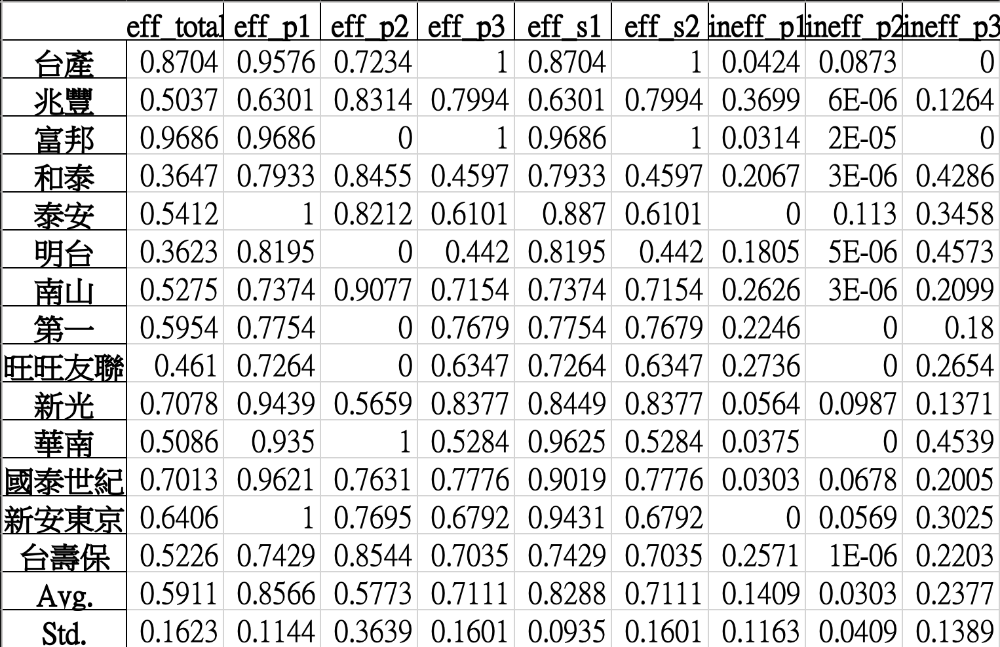 eff_total eff_p1 eff_p2 eff_p3 eff_s1 eff_s2 ineff_p1 ineff_p2 ineff_p3
台產 0.8704 0.9576 0.7234 1 0.8704 1 0.0424 0.0873 0
兆豐 0.5037 0.6301 0.8314 0.7994 0.6301 0.7994 0.3699 6E-06 0.1264
富邦 0.9686 0.9686 0 1 0.9686 1 0.0314 2E-05 0
和泰 0.3647 0.7933 0.8455 0.4597 0.7933 0.4597 0.2067 3E-06 0.4286
泰安 0.5412 1 0.8212 0.6101 0.887 0.6101 0 0.113 0.3458
明台 0.3623 0.8195 0 0.442 0.8195 0.442 0.1805 5E-06 0.4573
南山 0.5275 0.7374 0.9077 0.7154 0.7374 0.7154 0.2626 3E-06 0.2099
第一 0.5954 0.7754 0 0.7679 0.7754 0.7679 0.2246 0 0.18
旺旺友聯 0.461 0.7264 0 0.6347 0.7264 0.6347 0.2736 0 0.2654
新光 0.7078 0.9439 0.5659 0.8377 0.8449 0.8377 0.0564 0.0987 0.1371
華南 0.5086 0.935 1 0.5284 0.9625 0.5284 0.0375 0 0.4539
國泰世紀 0.7013 0.9621 0.7631 0.7776 0.9019 0.7776 0.0303 0.0678 0.2005
新安東京 0.6406 1 0.7695 0.6792 0.9431 0.6792 0 0.0569 0.3025
台壽保 0.5226 0.7429 0.8544 0.7035 0.7429 0.7035 0.2571 1E-06 0.2203
Avg. 0.5911 0.8566 0.5773 0.7111 0.8288 0.7111 0.1409 0.0303 0.2377
Std. 0.1623 0.1144 0.3639 0.1601 0.0935 0.1601 0.1163 0.0409 0.1389